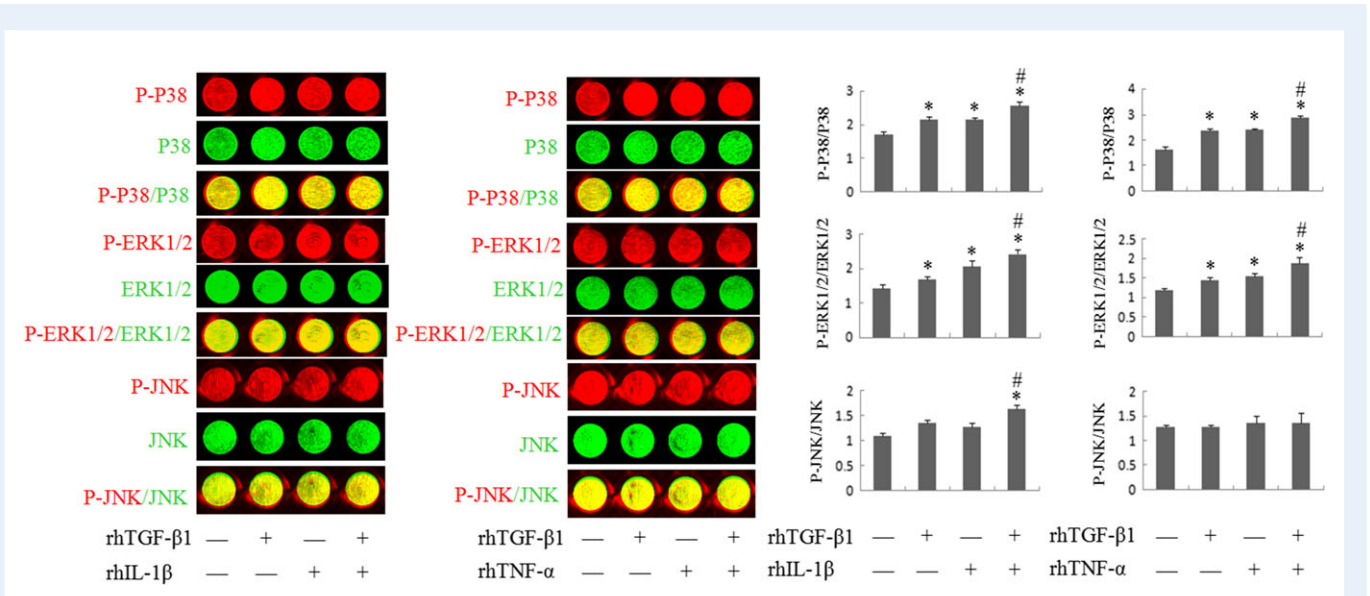 P-P38
P38
P-P38/P38
P-ERK1/2
ERK1/2
P-ERK1/2/ERK1/2
P-JNK
JNK
P-JNK/JNK
rhTGF-β1 — + — +
rhIL-1β — — + +
P-P38
P38
P-P38/P38
P-ERK1/2
ERK1/2
P-ERK1/2/ERK1/2
P-JNK
JNK
P-JNK/JNK
rhTGF-β1 — + — +
rhTNF-α — — + +
P-P38/P38
3
2
1
0
* * # *
P-ERK1/2/ERK1/2
3
2
1
0
* * # *
P-JNK/JNK
2
1.5
1
0.5
0
# *
rhTGF-β1 — + — +
rhIL-1β — — + +
P-P38/P38
4
3
2
1
0
* * # *
P-ERK1/2/ERK1/2
2.5
2
1.5
1
0.5
0
* * # *
P-JNK/JNK
2
1.5
1
0.5
0
rhTGF-β1 — + — +
rhTNF-α — — + +